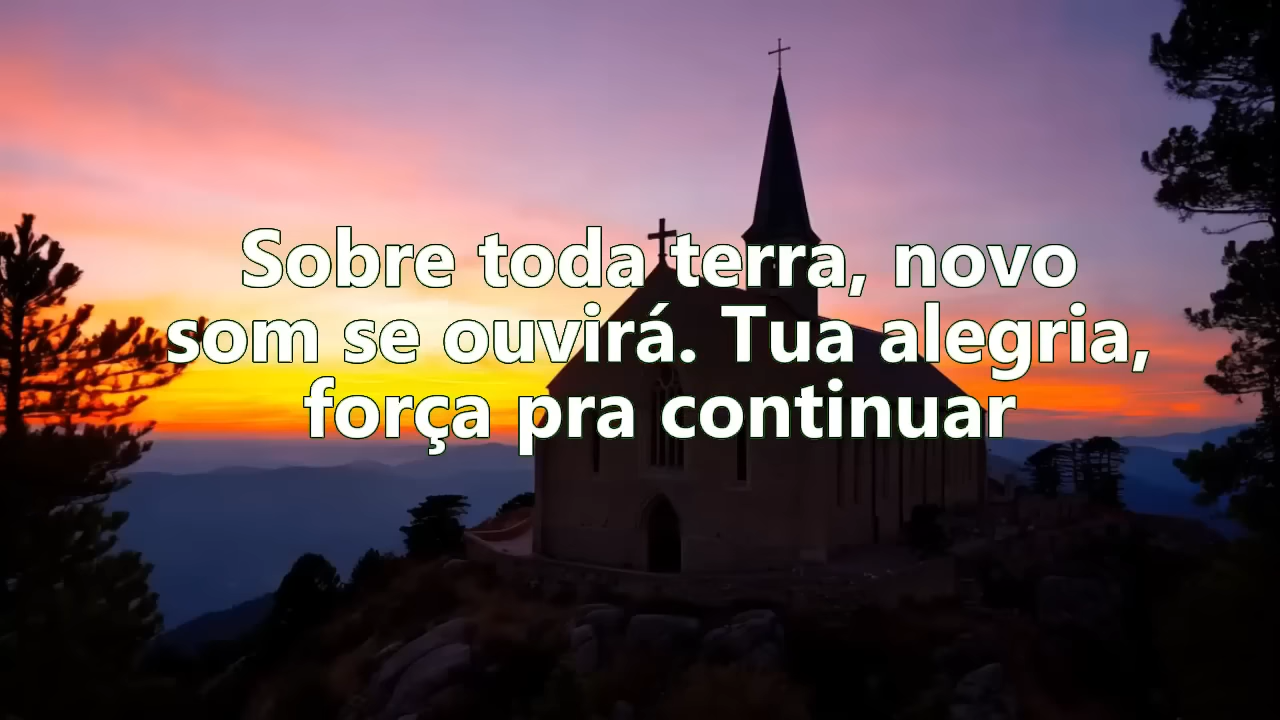 Sobre toda terra, novo
som se ouvirá. Tua alegria,
força pra continuar